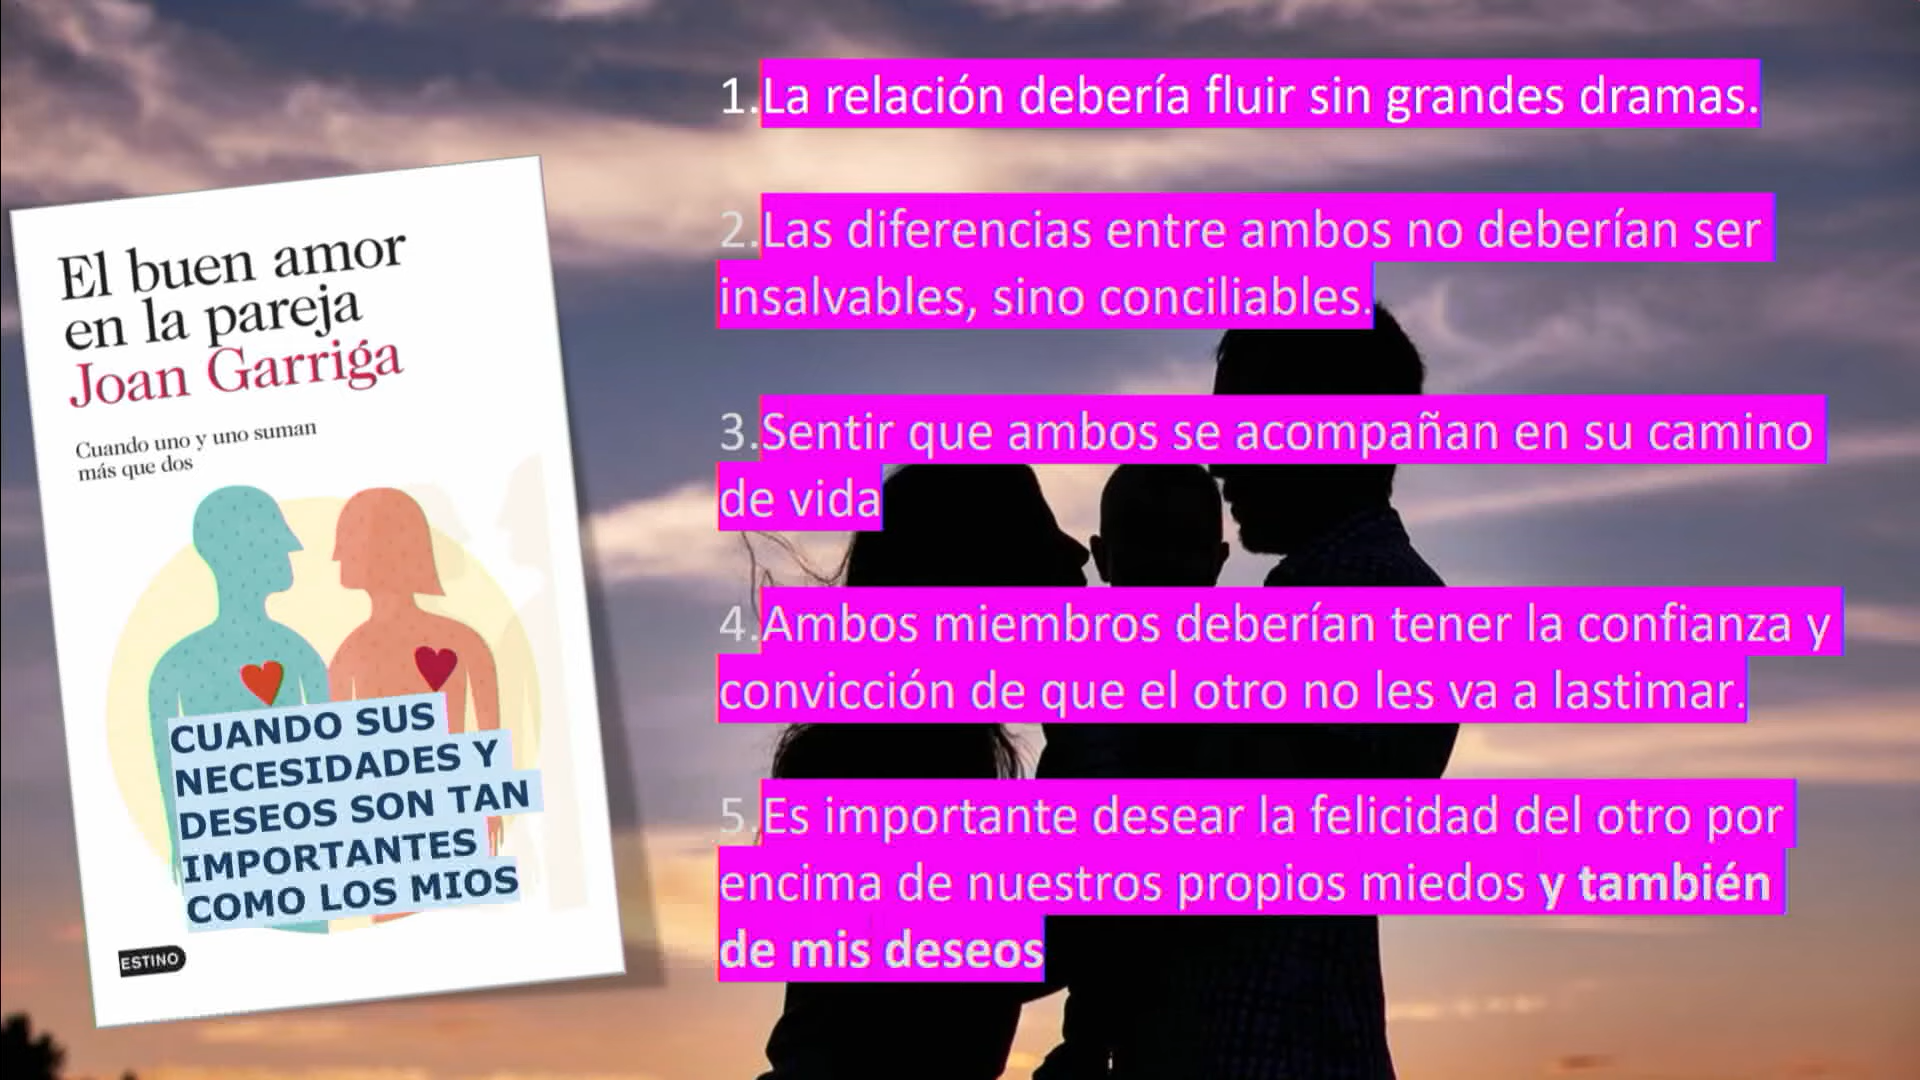 El buen amor
en la pareja
Joan Garriga
Cuando uno y uno suman
más que dos
CUANDO SUS
NECESIDADES Y
DESEOS SON TAN
IMPORTANTES
COMO LOS MIOS
ESTINO
1.La relación debería fluir sin grandes dramas.
2.Las diferencias entre ambos no deberían ser
insalvables, sino conciliables.
3.Sentir que ambos se acompañan en su camino
de vida
4.Ambos miembros deberían tener la confianza y
convicción de que el otro no les va a lastimar.
5.Es importante desear la felicidad del otro por
encima de nuestros propios miedos y también
de mis deseos